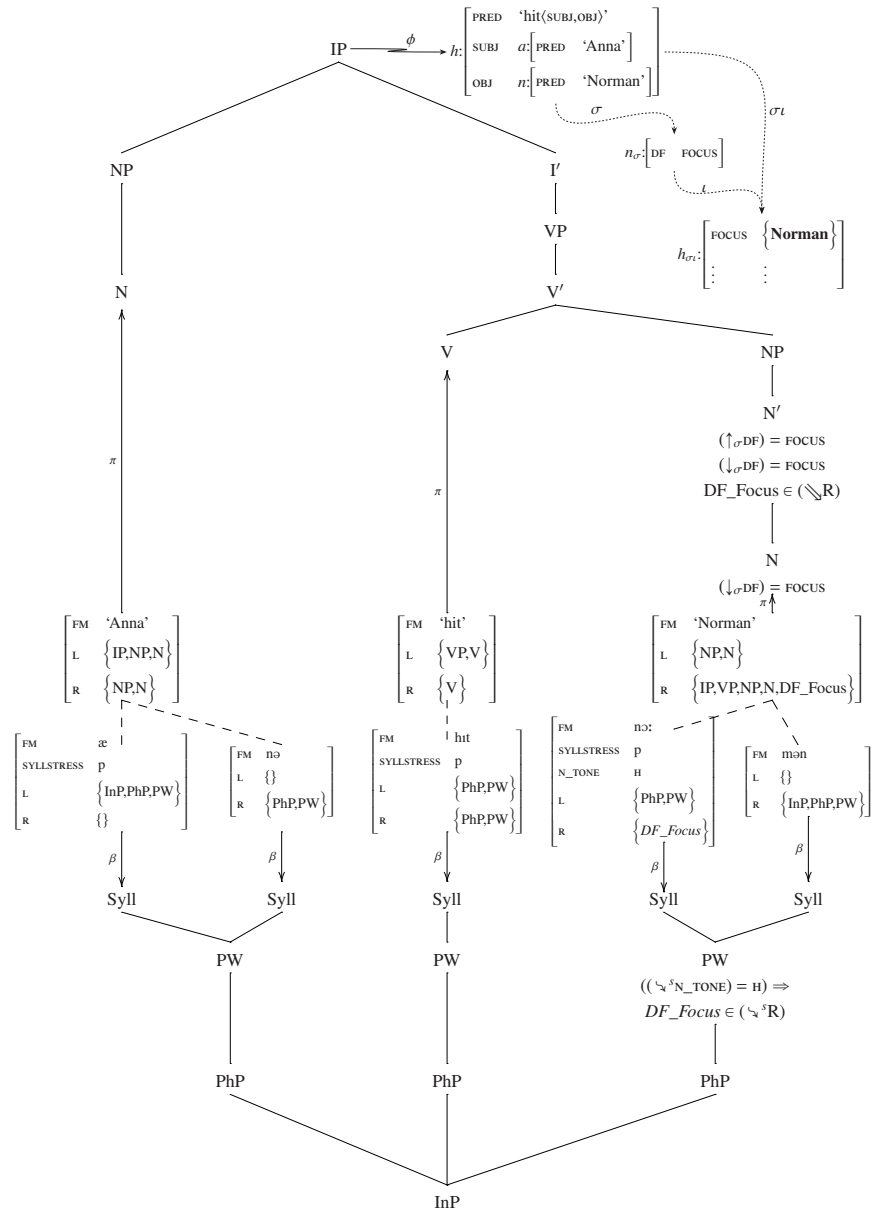 IP
ϕ
h:
PRED ‘hit⟨SUBJ,OBJ⟩’
SUBJ a:[PRED ‘Anna’]
OBJ n:[PRED ‘Norman’]
σ
σι
nσ:[DF FOCUS]
ι
NP I′
VP
hσι:
FOCUS {Norman}
⋮ ⋮
N V′
V NP
N′
(↑σDF) = FOCUS
(↓σDF) = FOCUS
DF_Focus ∈ (⇘R)
π π
N
(↓σDF) = FOCUS
π
FM ‘Anna’
L {IP,NP,N}
R {NP,N}
FM ‘hit’
L {VP,V}
R {V}
FM ‘Norman’
L {NP,N}
R {IP,VP,NP,N,DF_Focus}
FM æ
SYLLSTRESS p
L {InP,PhP,PW}
R {}
FM nə
L {}
R {PhP,PW}
FM hɪt
SYLLSTRESS p
L {PhP,PW}
R {PhP,PW}
FM nɔː
SYLLSTRESS p
N_TONE H
L {PhP,PW}
R {DF_Focus}
FM mən
L {}
R {InP,PhP,PW}
β β β β β
Syll Syll Syll Syll Syll
PW PW PW
((⤵sN_TONE) = H) ⇒
DF_Focus ∈ (⤵sR)
PhP PhP PhP
InP